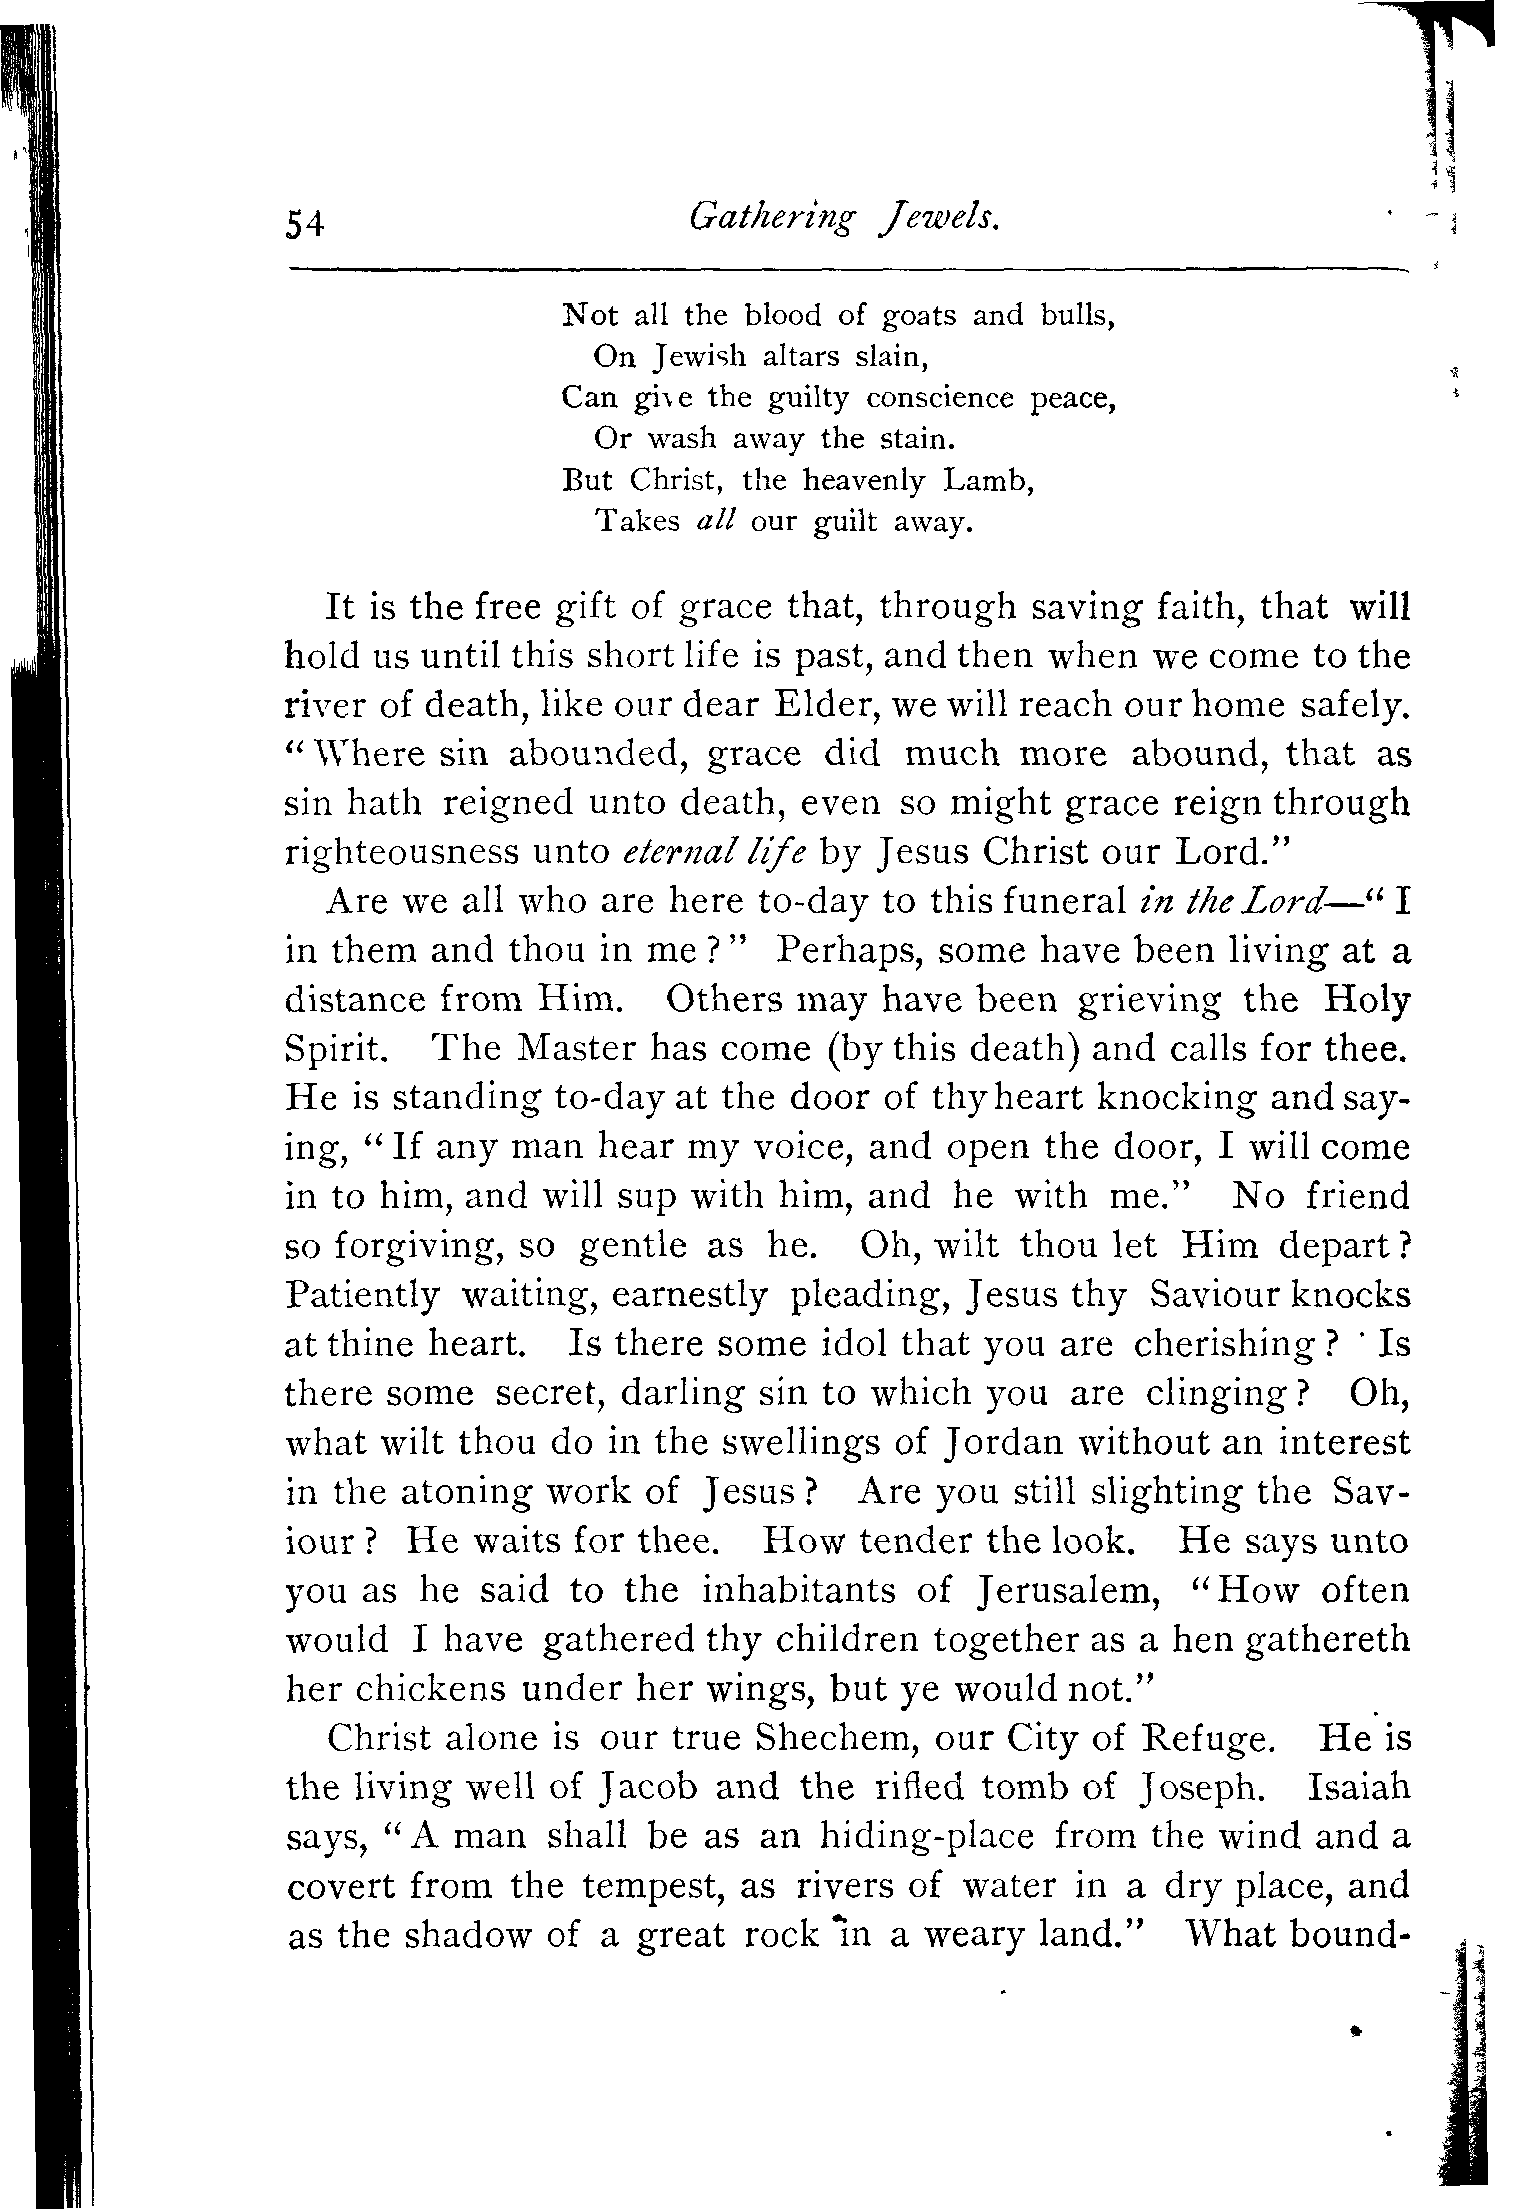 54 Gathering Jewels.
Not all the blood of goats and bulls,
On Jewish altars slain,
Can give the guilty conscience peace,
Or wash away the stain.
But Christ, the heavenly Lamb,
Takes all our guilt away.
It is the free gift of grace that, through saving faith, that will
hold us until this short life is past, and then when we come to the
river of death, like our dear Elder, we will reach our home safely.
“Where sin abounded, grace did much more abound, that as
sin hath reigned unto death, even so might grace reign through
righteousness unto eternal life by Jesus Christ our Lord.”
Are we all who are here to-day to this funeral in the Lord—“I
in them and thou in me?” Perhaps, some have been living at a
distance from Him. Others may have been grieving the Holy
Spirit. The Master has come (by this death) and calls for thee.
He is standing to-day at the door of thy heart knocking and say-
ing, “If any man hear my voice, and open the door, I will come
in to him, and will sup with him, and he with me.” No friend
so forgiving, so gentle as he. Oh, wilt thou let Him depart?
Patiently waiting, earnestly pleading, Jesus thy Saviour knocks
at thine heart. Is there some idol that you are cherishing? Is
there some secret, darling sin to which you are clinging? Oh,
what wilt thou do in the swellings of Jordan without an interest
in the atoning work of Jesus? Are you still slighting the Sav-
iour? He waits for thee. How tender the look. He says unto
you as he said to the inhabitants of Jerusalem, “How often
would I have gathered thy children together as a hen gathereth
her chickens under her wings, but ye would not.”
Christ alone is our true Shechem, our City of Refuge. He is
the living well of Jacob and the rifled tomb of Joseph. Isaiah
says, “A man shall be as an hiding-place from the wind and a
covert from the tempest, as rivers of water in a dry place, and
as the shadow of a great rock in a weary land.” What bound-